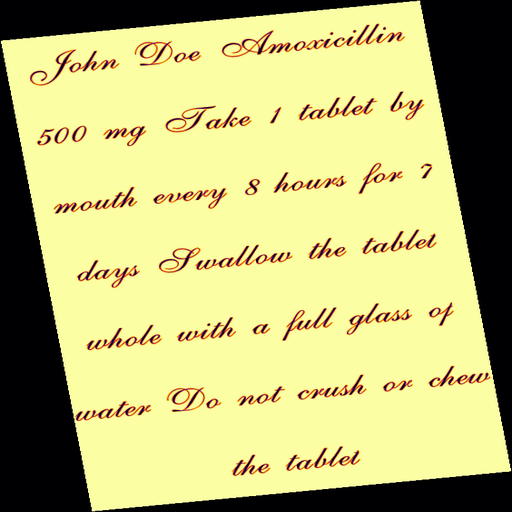 John Doe Amoxicillin
500 mg Take 1 tablet by
mouth every 8 hours for 7
days Swallow the tablet
whole with a full glass of
water Do not crush or chew
the tablet